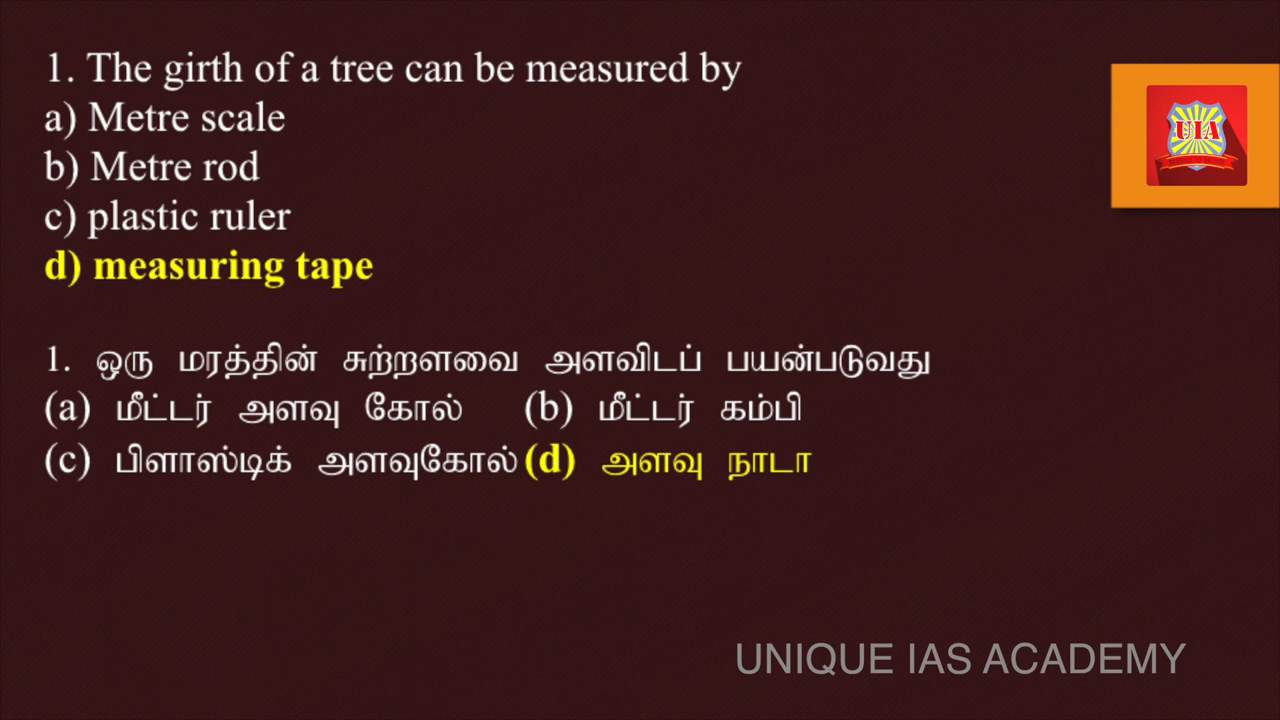 1. The girth of a tree can be measured by
a) Metre scale
b) Metre rod
c) plastic ruler
d) measuring tape
UIA
1. ஒரு மரத்தின் சுற்றளவை அளவிடப் பயன்படுவது
(a) மீட்டர் அளவு கோல் (b) மீட்டர் கம்பி
(c) பிளாஸ்டிக் அளவுகோல் (d) அளவு நாடா
UNIQUE IAS ACADEMY